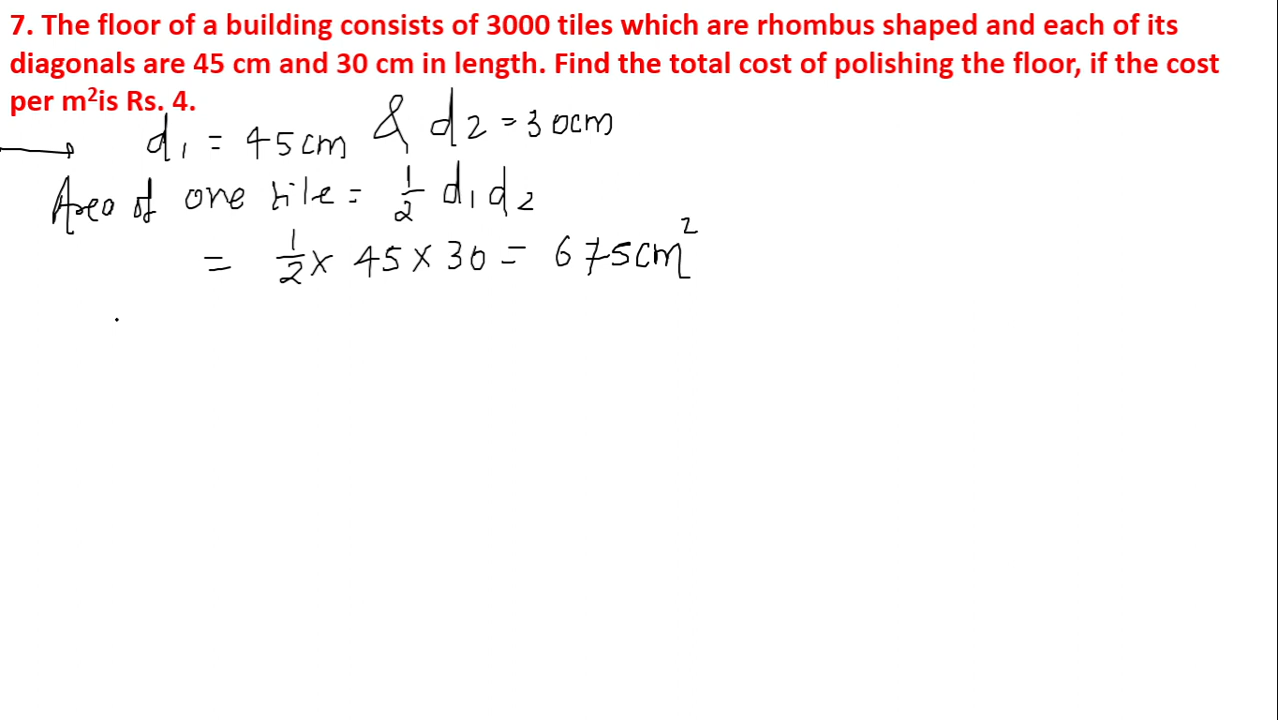 7. The floor of a building consists of 3000 tiles which are rhombus shaped and each of its
diagonals are 45 cm and 30 cm in length. Find the total cost of polishing the floor, if the cost
per m²is Rs. 4.
d₁ = 45cm & d₂ = 30cm
Area of one tile = 1/2 d₁d₂
= 1/2 × 45 × 30 = 675cm²